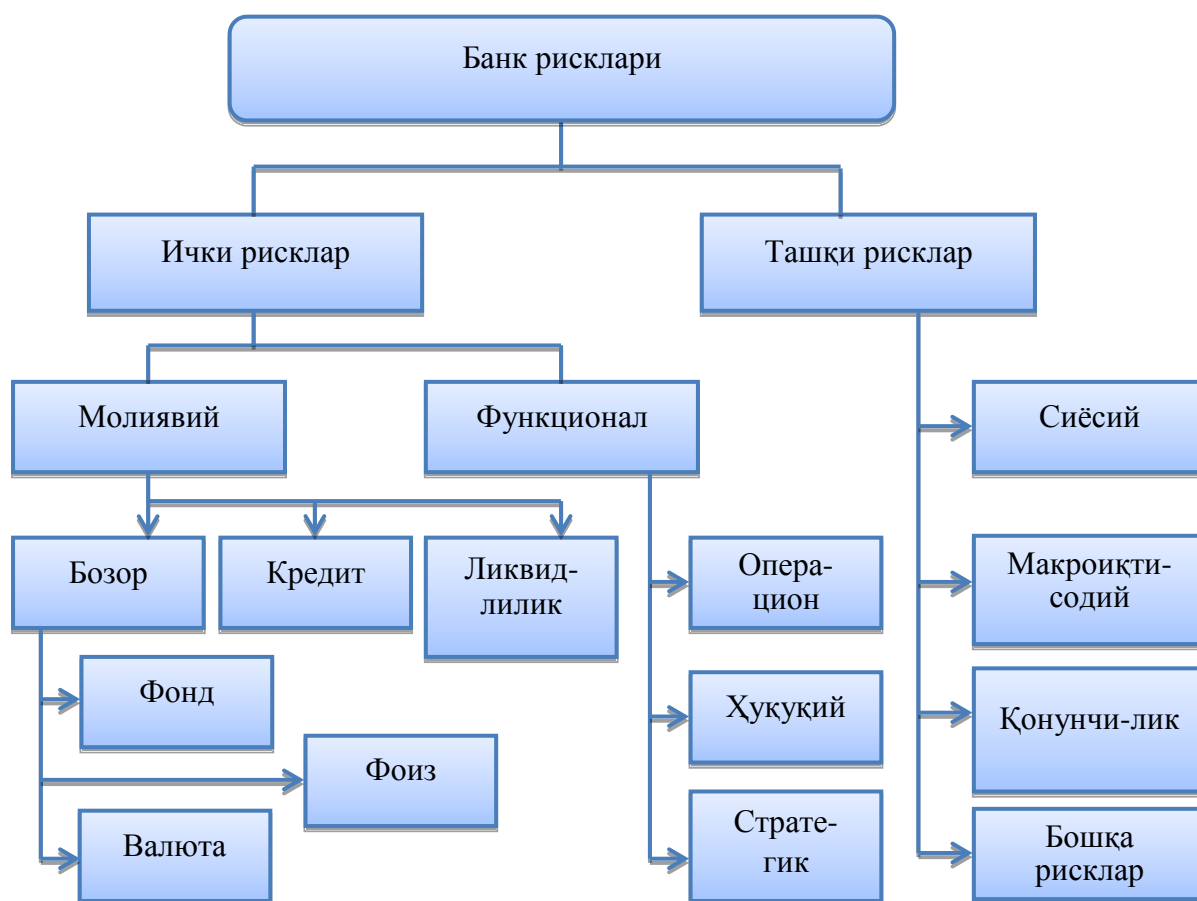 Банк рисклари
Ички рисклар
Ташқи рисклар
Молиявий
Функционал
Сиёсий
Бозор
Кредит
Ликвид-
лилик
Опера-
цион
Макроиқти-
содий
Фонд
Ҳуқуқий
Қонунчи-лик
Фоиз
Валюта
Страте-
гик
Бошқа
рисклар